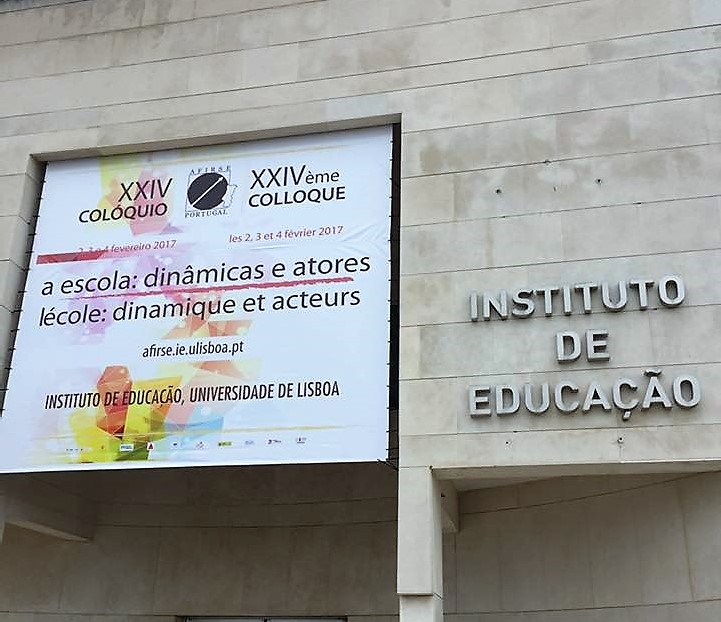 XXIV
COLÓQUIO
AFIRSE
PORTUGAL
XXIVème
COLLOQUE
2, 3 e 4 fevereiro 2017
les 2, 3 et 4 février 2017
a escola: dinâmicas e atores
lécole: dinamique et acteurs
afirse.ie.ulisboa.pt
INSTITUTO DE EDUCAÇÃO, UNIVERSIDADE DE LISBOA
INSTITUTO
DE
EDUCAÇÃO